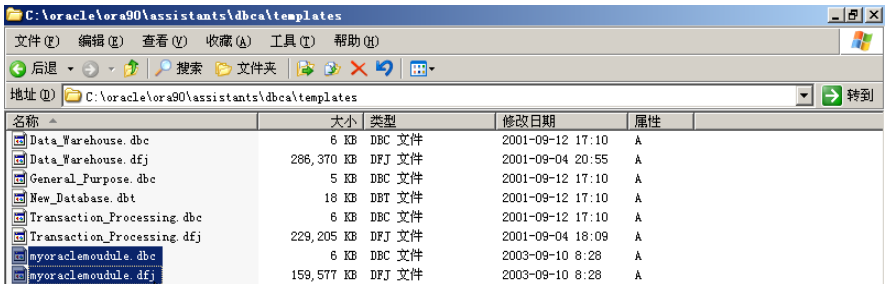 C:\oracle\ora90\assistants\dbca\templates
文件(F) 编辑(E) 查看(V) 收藏(A) 工具(T) 帮助(H)
后退 搜索 文件夹
地址(D) C:\oracle\ora90\assistants\dbca\templates 转到
名称 大小 类型 修改日期 属性
Data_Warehouse.dbc 6 KB DBC 文件 2001-09-12 17:10 A
Data_Warehouse.dfj 286,370 KB DFJ 文件 2001-09-04 20:55 A
General_Purpose.dbc 5 KB DBC 文件 2001-09-12 17:10 A
New_Database.dbt 18 KB DBT 文件 2001-09-12 17:10 A
Transaction_Processing.dbc 6 KB DBC 文件 2001-09-12 17:10 A
Transaction_Processing.dfj 229,205 KB DFJ 文件 2001-09-04 18:09 A
myoraclemoudule.dbc 6 KB DBC 文件 2003-09-10 8:28 A
myoraclemoudule.dfj 159,577 KB DFJ 文件 2003-09-10 8:28 A